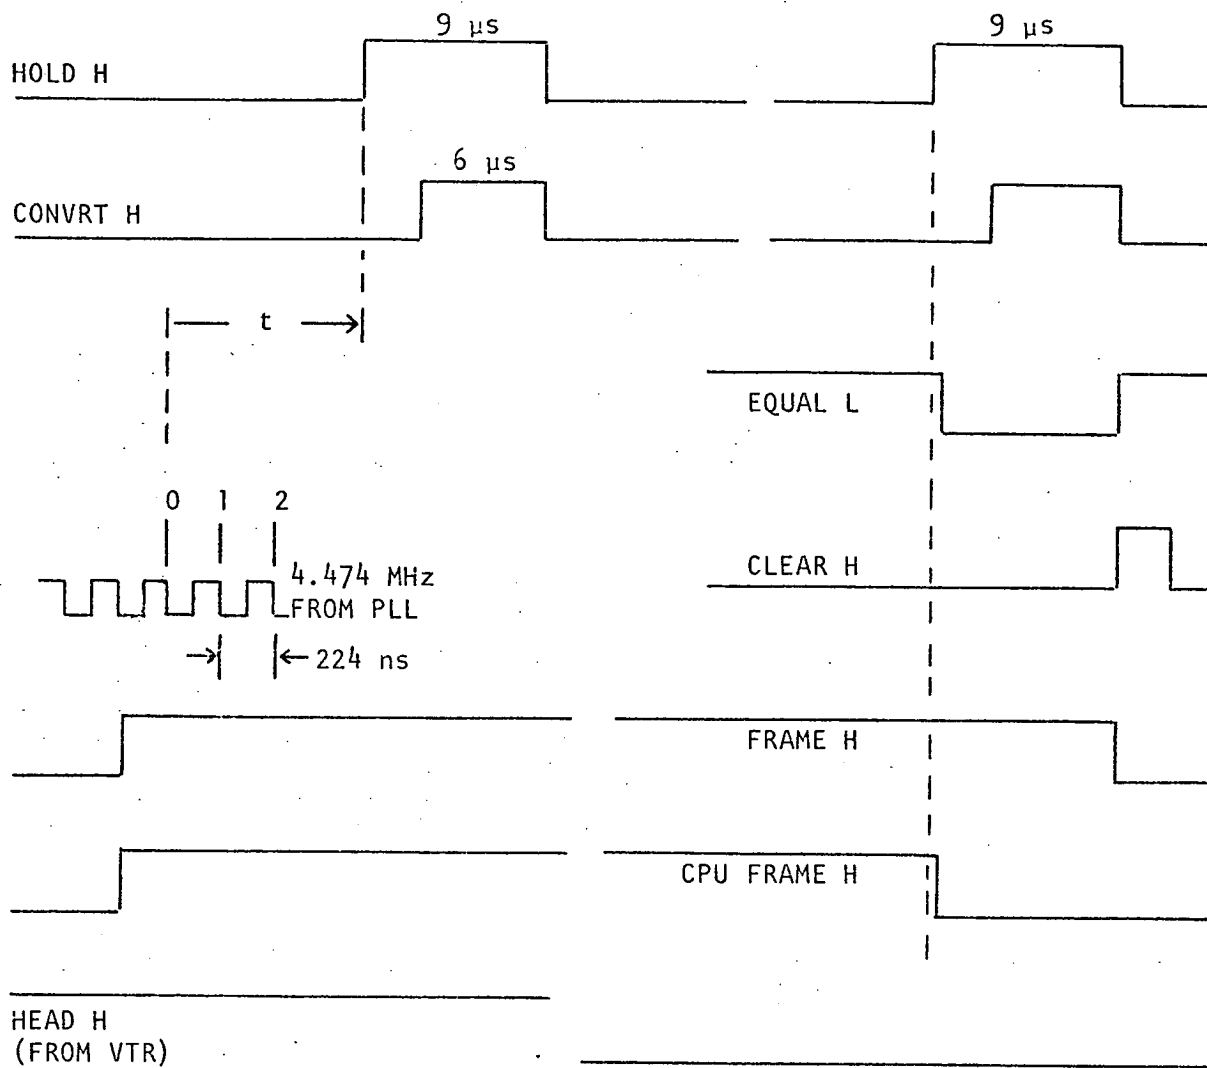 9 µs 9 µs
HOLD H
6 µs
CONVRT H
t
EQUAL L
0 1 2
CLEAR H
4.474 MHz
FROM PLL
224 ns
FRAME H
CPU FRAME H
HEAD H
(FROM VTR)